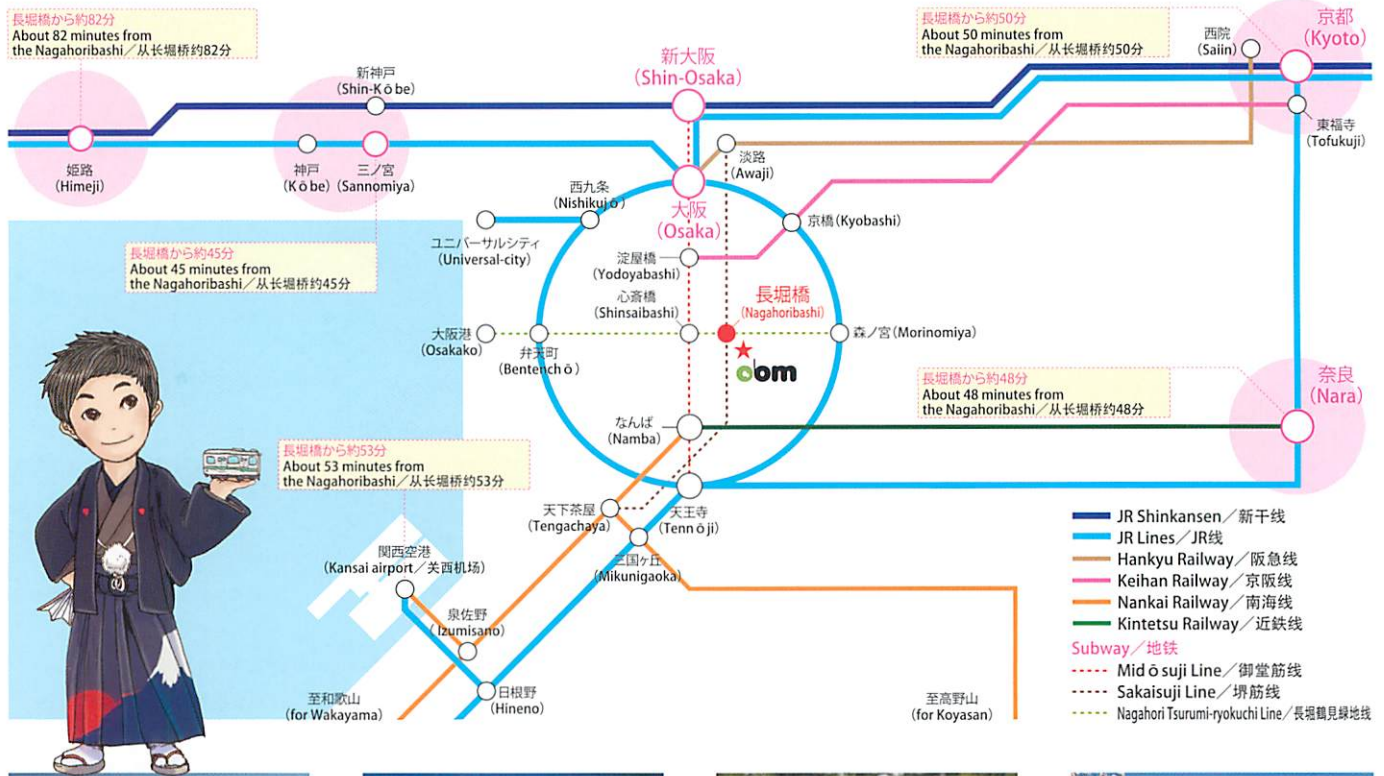 長堀橋から約82分
About 82 minutes from
the Nagahoribashi／从长堀桥约82分
長堀橋から約50分
About 50 minutes from
the Nagahoribashi／从长堀桥约50分
京都
(Kyoto)
西院
(Saiin)
新大阪
(Shin-Osaka)
新神戸
(Shin-Kōbe)
東福寺
(Tofukuji)
姫路
(Himeji)
神戸
(Kōbe)
三ノ宮
(Sannomiya)
淡路
(Awaji)
西九条
(Nishikujō)
大阪
(Osaka)
京橋(Kyobashi)
ユニバーサルシティ
(Universal-city)
長堀橋から約45分
About 45 minutes from
the Nagahoribashi／从长堀桥约45分
淀屋橋
(Yodoyabashi)
心斎橋
(Shinsaibashi)
長堀橋
(Nagahoribashi)
大阪港
(Osakako)
弁天町
(Bentenchō)
森ノ宮(Morinomiya)
obm
長堀橋から約48分
About 48 minutes from
the Nagahoribashi／从长堀桥约48分
奈良
(Nara)
なんば
(Namba)
長堀橋から約53分
About 53 minutes from
the Nagahoribashi／从长堀桥约53分
天下茶屋
(Tengachaya)
天王寺
(Tennōji)
関西空港
(Kansai airport／关西机场)
三国ヶ丘
(Mikunigaoka)
泉佐野
(Izumisano)
日根野
(Hineno)
至和歌山
(for Wakayama)
至高野山
(for Koyasan)
JR Shinkansen／新干线
JR Lines／JR线
Hankyu Railway／阪急线
Keihan Railway／京阪线
Nankai Railway／南海线
Kintetsu Railway／近鉄线
Subway／地铁
Midōsuji Line／御堂筋线
Sakaisuji Line／堺筋线
Nagahori Tsurumi-ryokuchi Line／長堀鶴見緑地线